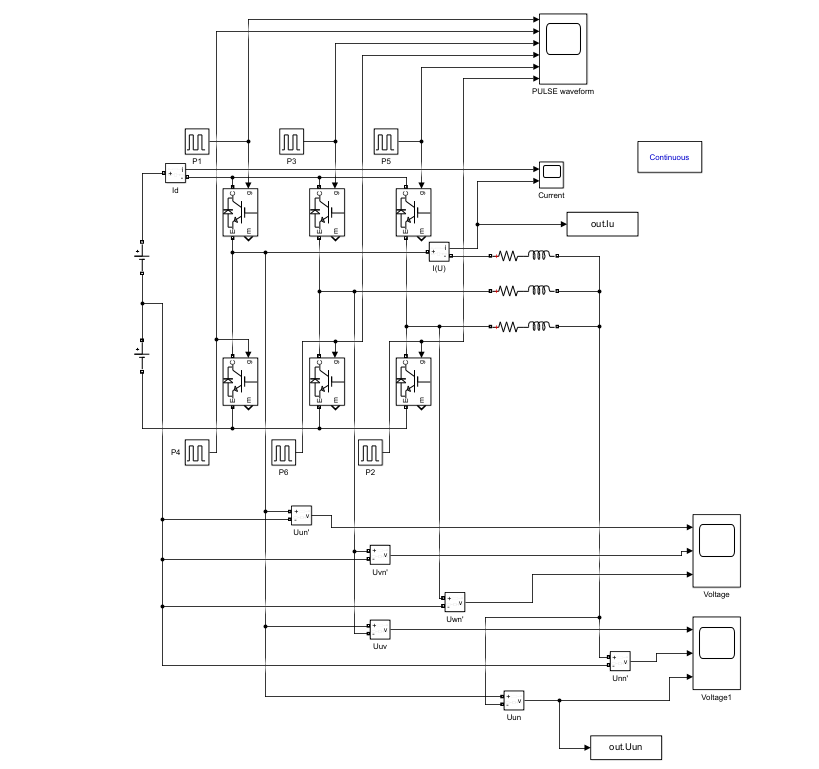 PULSE waveform
P1
P3
P5
Continuous
i
+
-
Id
Current
C
g
E
m
C
g
E
m
C
g
E
m
out.Iu
+
i
-
I(U)
+
+
+
+
+
C
g
E
m
C
g
E
m
C
g
E
m
P4
P6
P2
+
-
v
Uun'
+
-
v
Uvn'
+
-
v
Uwn'
Voltage
+
-
v
Uuv
+
-
v
Unn'
Voltage1
+
-
v
Uun
out.Uun